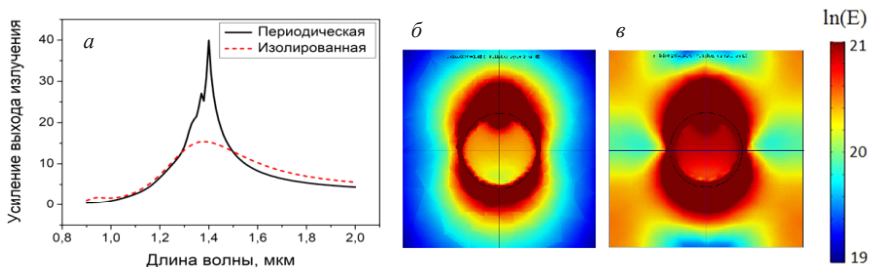 а
Периодическая
Изолированная
Усиление выхода излучения
40
30
20
10
0
0,8 1,0 1,2 1,4 1,6 1,8 2,0
Длина волны, мкм
б
в
ln(E)
21
20
19